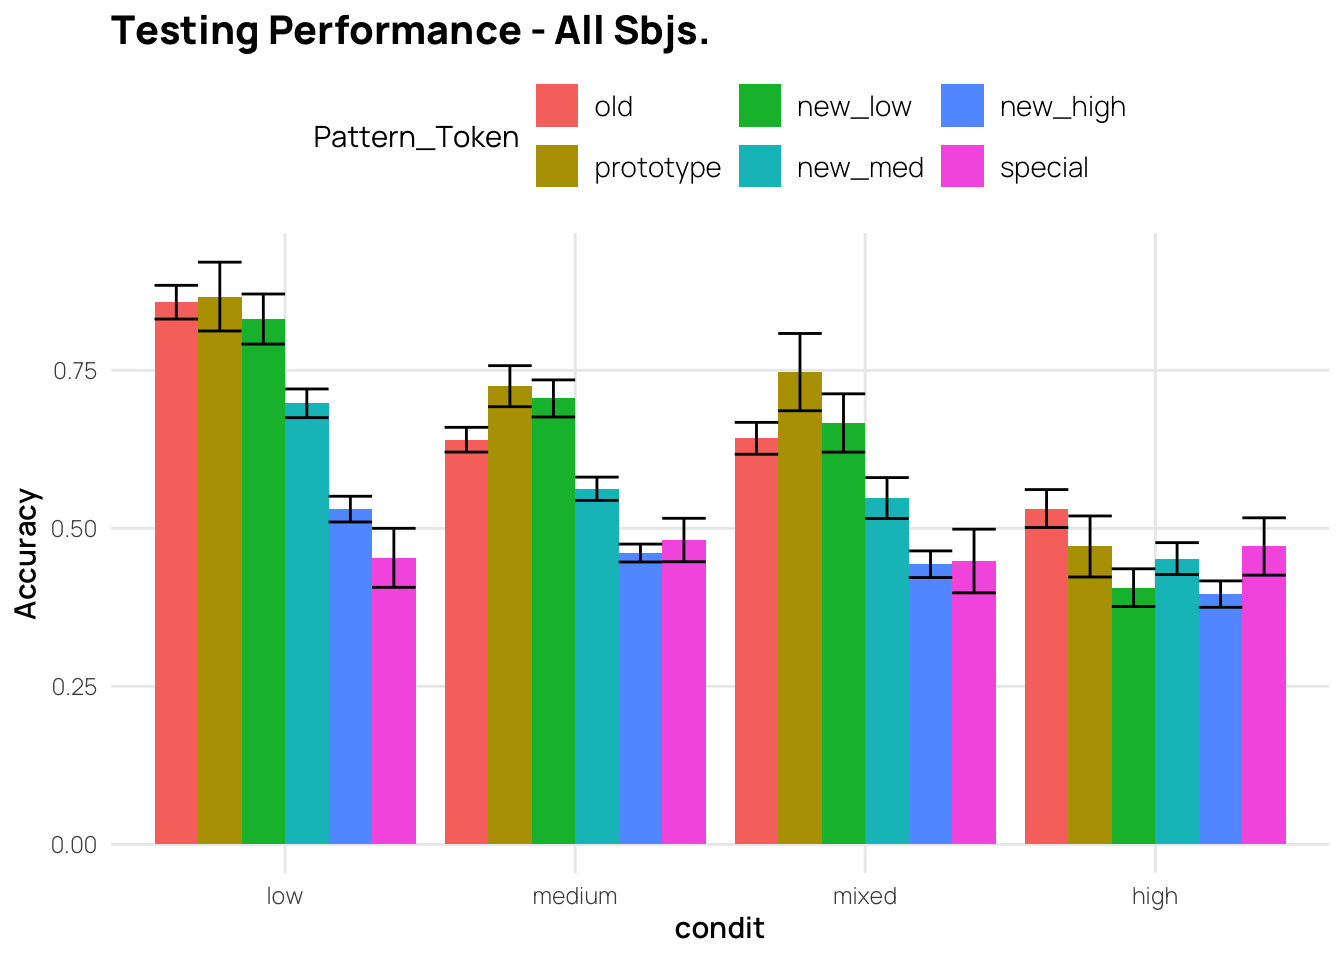 Testing Performance - All Sbjs.
Pattern_Token
old
new_low
new_high
prototype
new_med
special
Accuracy
0.75
0.50
0.25
0.00
low
medium
mixed
high
condit